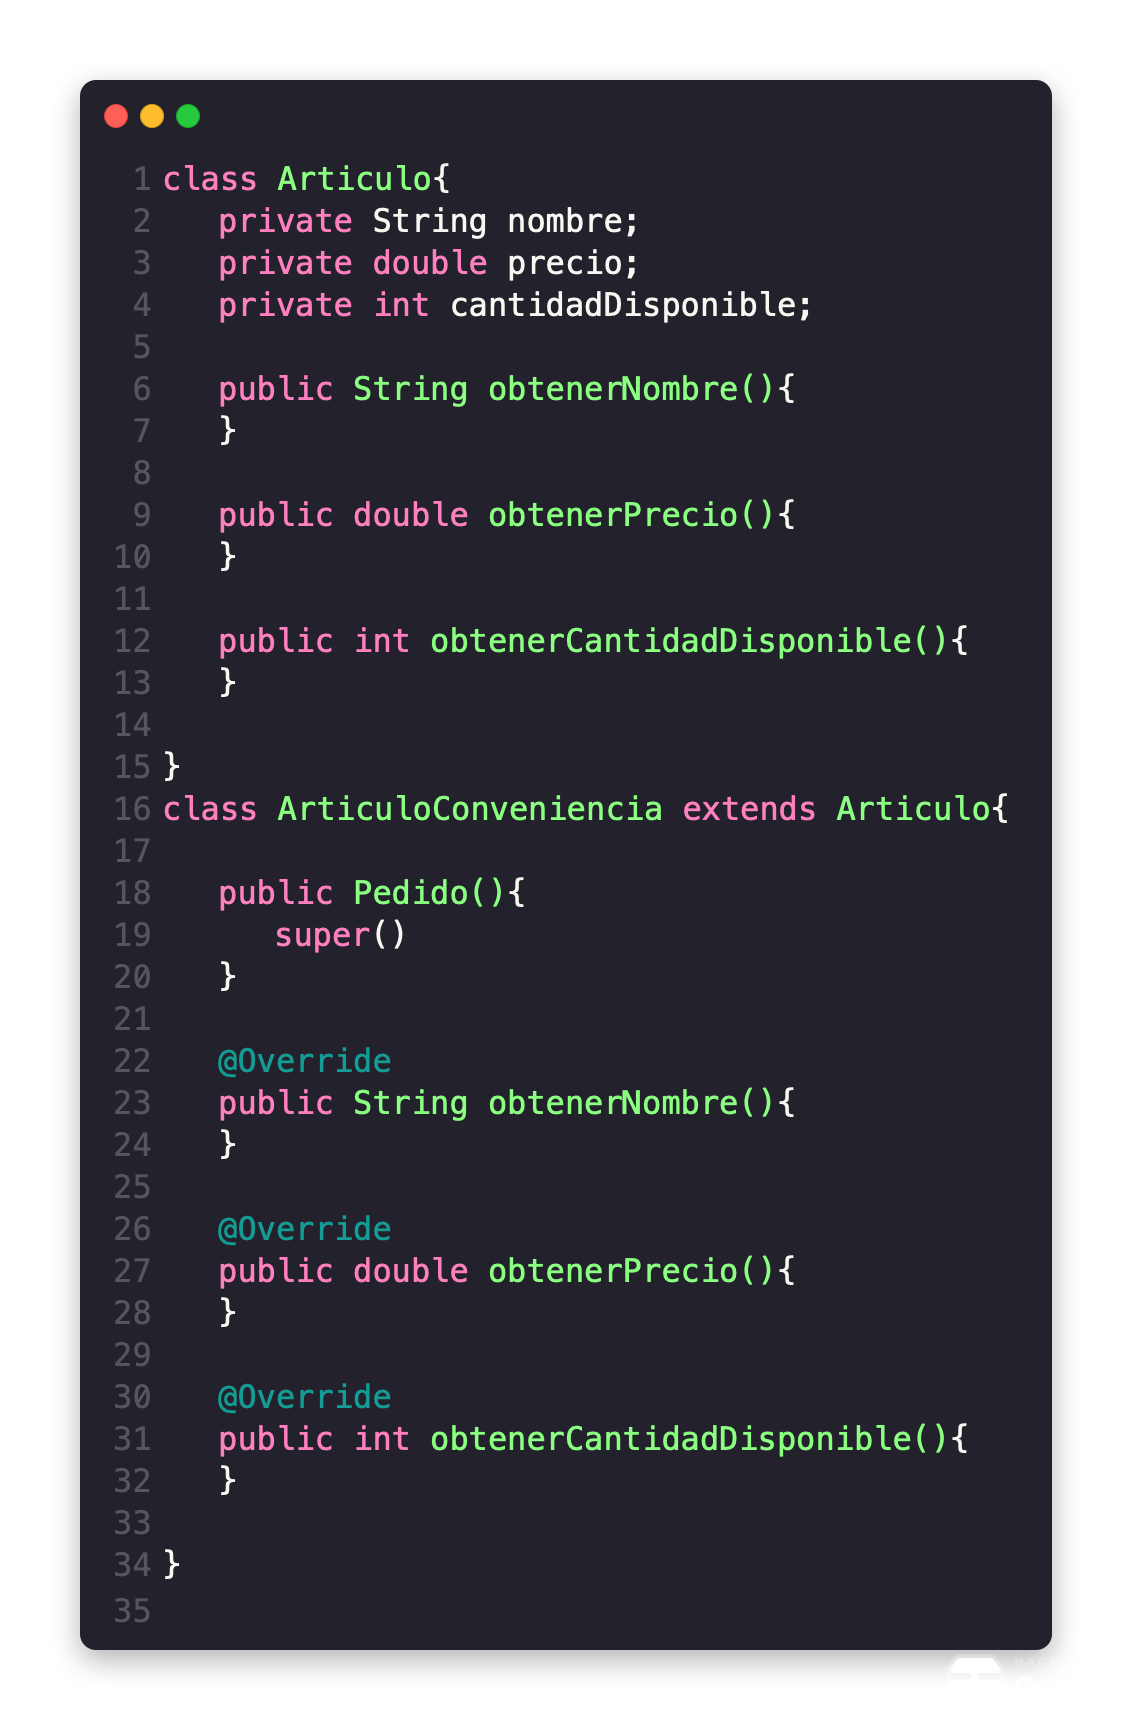 1 class Articulo{
2 private String nombre;
3 private double precio;
4 private int cantidadDisponible;
5
6 public String obtenerNombre(){
7 }
8
9 public double obtenerPrecio(){
10 }
11
12 public int obtenerCantidadDisponible(){
13 }
14
15 }
16 class ArticuloConveniencia extends Articulo{
17
18 public Pedido(){
19 super()
20 }
21
22 @Override
23 public String obtenerNombre(){
24 }
25
26 @Override
27 public double obtenerPrecio(){
28 }
29
30 @Override
31 public int obtenerCantidadDisponible(){
32 }
33
34 }
35